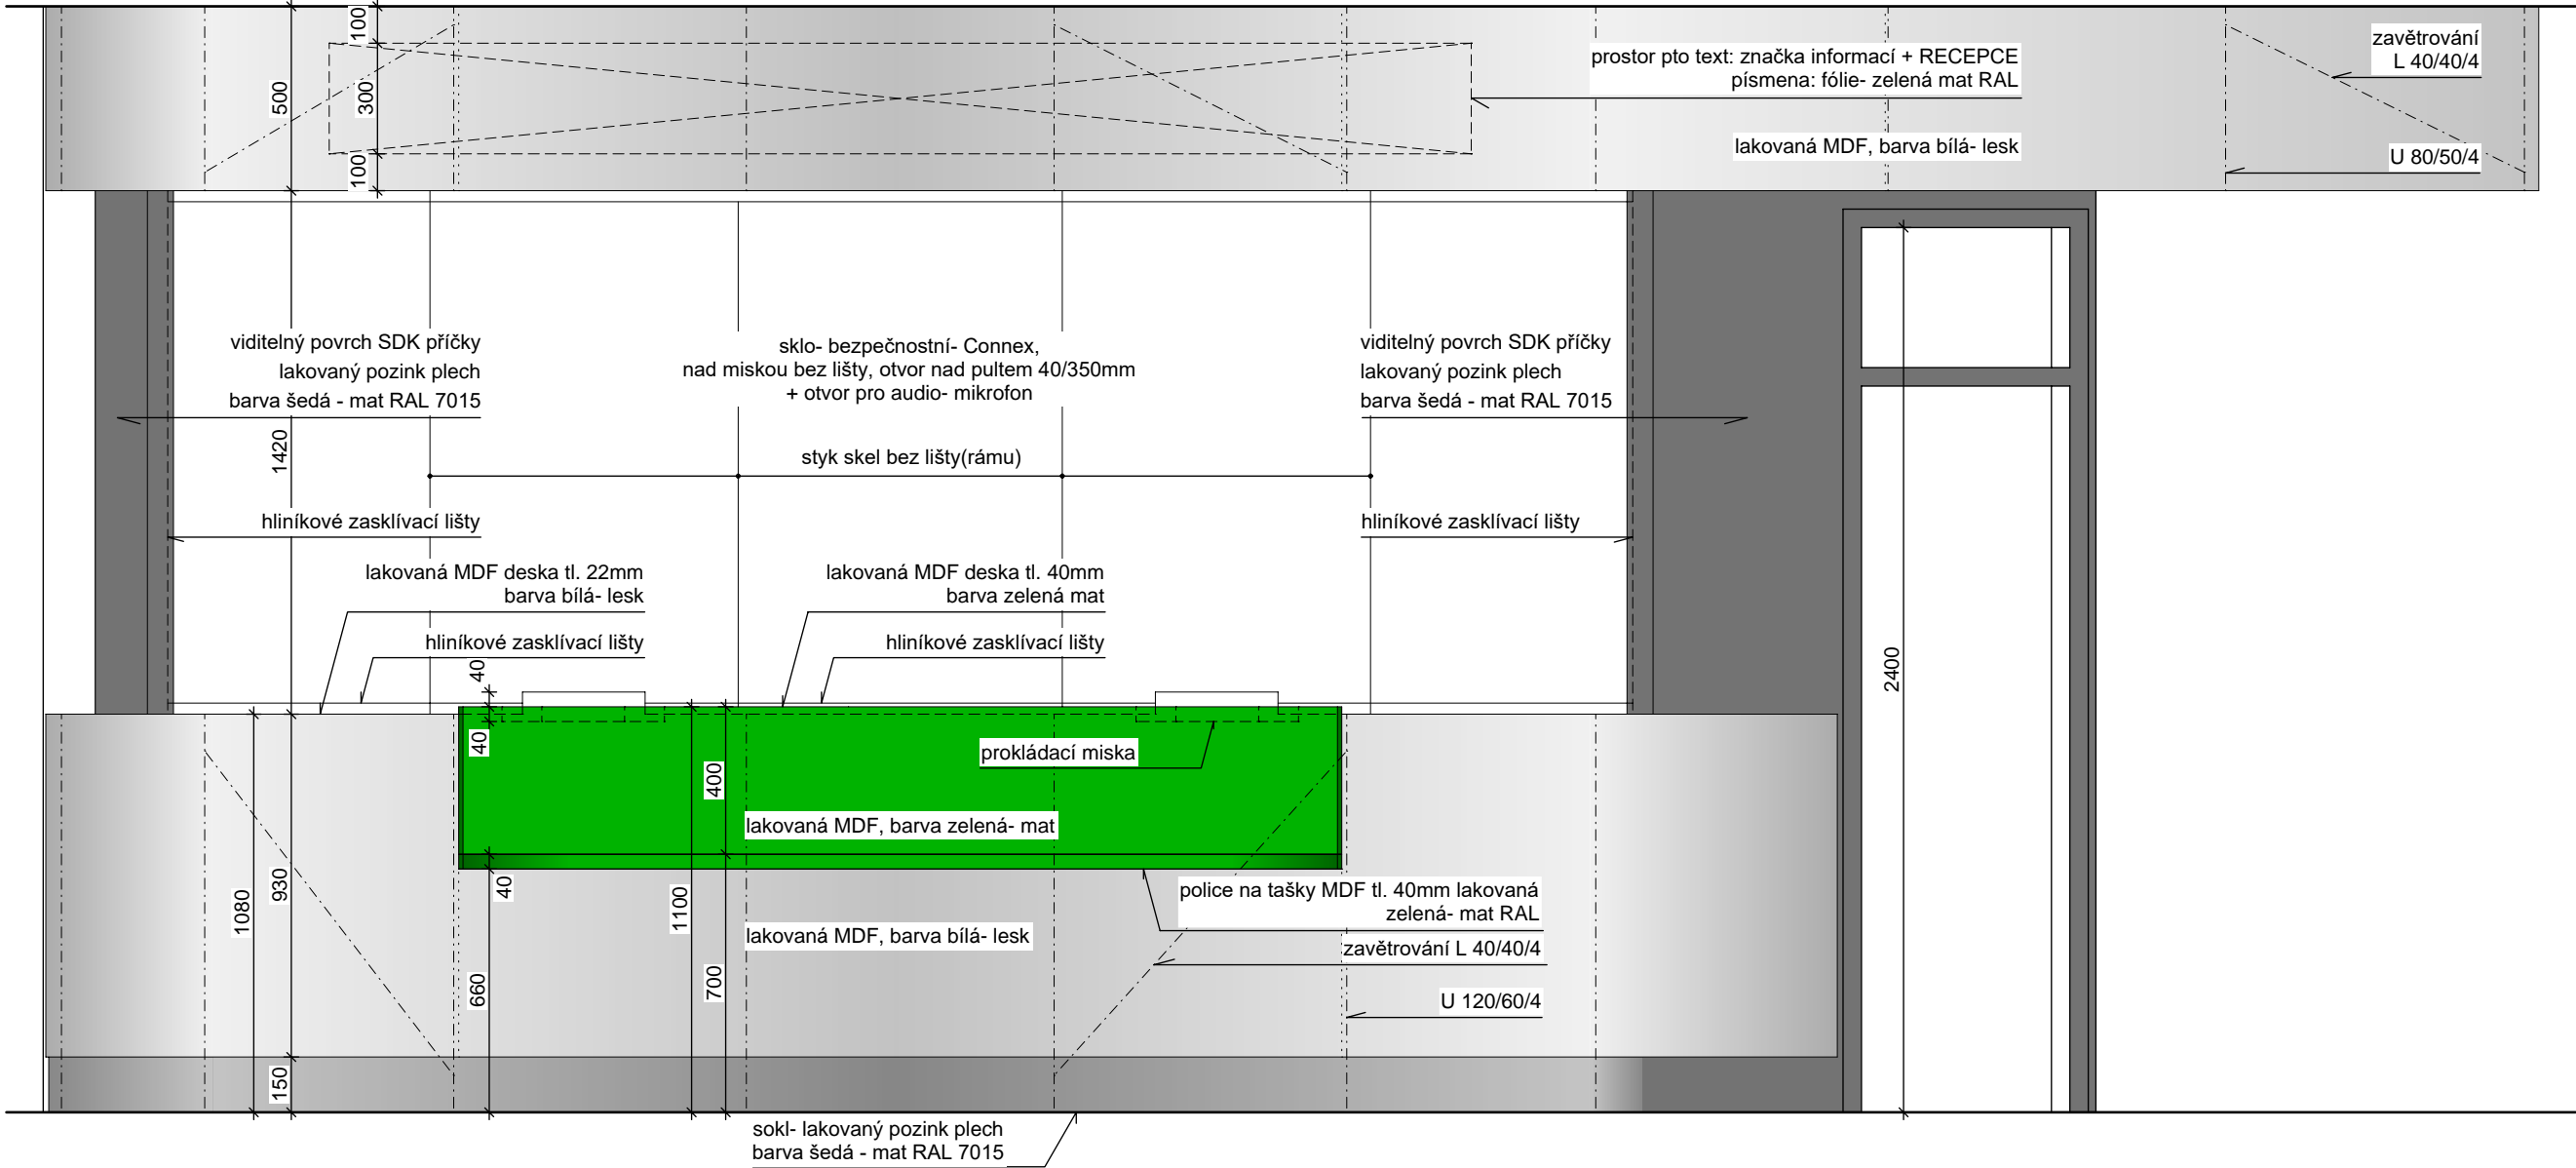 100
500
300
100
prostor pto text: značka informací + RECEPCE
písmena: fólie- zelená mat RAL
lakovaná MDF, barva bílá- lesk
zavětrování
L 40/40/4
U 80/50/4
viditelný povrch SDK příčky
lakovaný pozink plech
barva šedá - mat RAL 7015
sklo- bezpečnostní- Connex,
nad miskou bez lišty, otvor nad pultem 40/350mm
+ otvor pro audio- mikrofon
viditelný povrch SDK příčky
lakovaný pozink plech
barva šedá - mat RAL 7015
1420
styk skel bez lišty(rámu)
hliníkové zasklívací lišty
hliníkové zasklívací lišty
lakovaná MDF deska tl. 22mm
barva bílá- lesk
lakovaná MDF deska tl. 40mm
barva zelená mat
hliníkové zasklívací lišty
hliníkové zasklívací lišty
40
2400
40
400
prokládací miska
lakovaná MDF, barva zelená- mat
1080
930
40
1100
police na tašky MDF tl. 40mm lakovaná
zelená- mat RAL
lakovaná MDF, barva bílá- lesk
zavětrování L 40/40/4
660
700
U 120/60/4
150
sokl- lakovaný pozink plech
barva šedá - mat RAL 7015